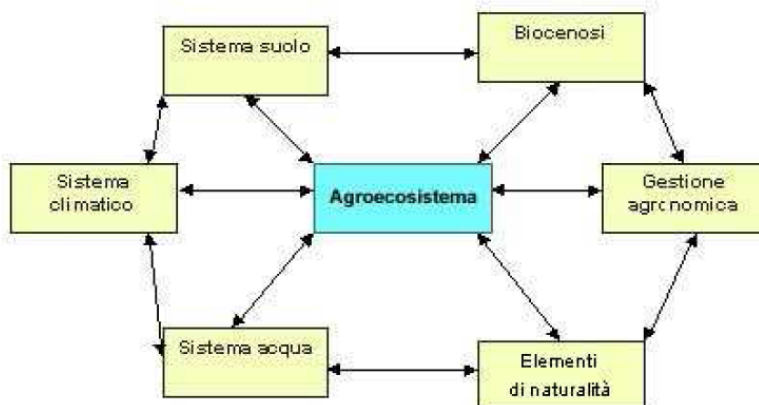 Sistema suolo
Biocenosi
Sistema
climatico
Agroecosistema
Gestione
agronomica
Sistema acqua
Elementi
di naturalità